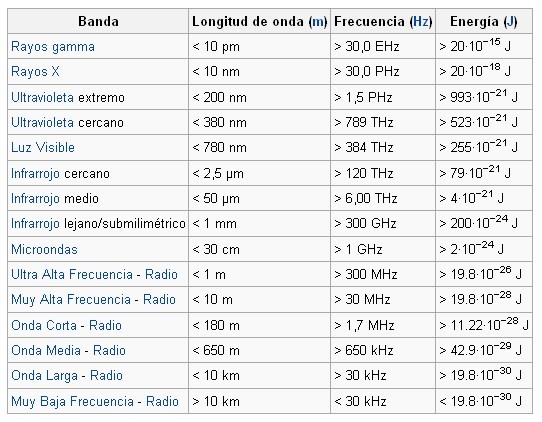 Banda Longitud de onda (m) Frecuencia (Hz) Energía (J)
Rayos gamma < 10 pm > 30,0 EHz > 20·10⁻¹⁵ J
Rayos X < 10 nm > 30,0 PHz > 20·10⁻¹⁸ J
Ultravioleta extremo < 200 nm > 1,5 PHz > 993·10⁻²¹ J
Ultravioleta cercano < 380 nm > 789 THz > 523·10⁻²¹ J
Luz Visible < 780 nm > 384 THz > 255·10⁻²¹ J
Infrarrojo cercano < 2,5 µm > 120 THz > 79·10⁻²¹ J
Infrarrojo medio < 50 µm > 6,00 THz > 4·10⁻²¹ J
Infrarrojo lejano/submilimétrico < 1 mm > 300 GHz > 200·10⁻²⁴ J
Microondas < 30 cm > 1 GHz > 2·10⁻²⁴ J
Ultra Alta Frecuencia - Radio < 1 m > 300 MHz > 19.8·10⁻²⁶ J
Muy Alta Frecuencia - Radio < 10 m > 30 MHz > 19.8·10⁻²⁸ J
Onda Corta - Radio < 180 m > 1,7 MHz > 11.22·10⁻²⁸ J
Onda Media - Radio < 650 m > 650 kHz > 42.9·10⁻²⁹ J
Onda Larga - Radio < 10 km > 30 kHz > 19.8·10⁻³⁰ J
Muy Baja Frecuencia - Radio > 10 km < 30 kHz < 19.8·10⁻³⁰ J